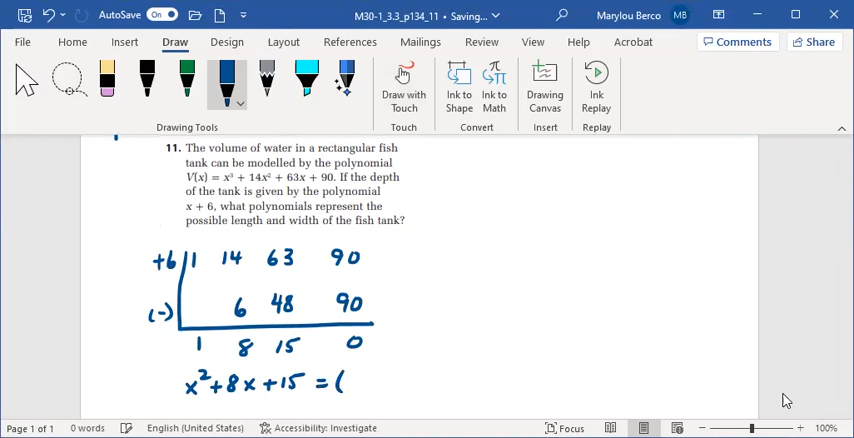 AutoSave On M30-1_3.3_p134_11 - Saving... Marylou Berco MB
File Home Insert Draw Design Layout References Mailings Review View Help Acrobat Comments Share
Draw with Touch Ink to Shape Ink to Math Drawing Canvas Ink Replay
Drawing Tools Touch Convert Insert Replay
11. The volume of water in a rectangular fish
tank can be modelled by the polynomial
V(x) = x³ + 14x² + 63x + 90. If the depth
of the tank is given by the polynomial
x + 6, what polynomials represent the
possible length and width of the fish tank?
+6 1 14 63 90
(-) 6 48 90
1 8 15 0
x² + 8x + 15 = (
Page 1 of 1 0 words English (United States) Accessibility: Investigate Focus 100%